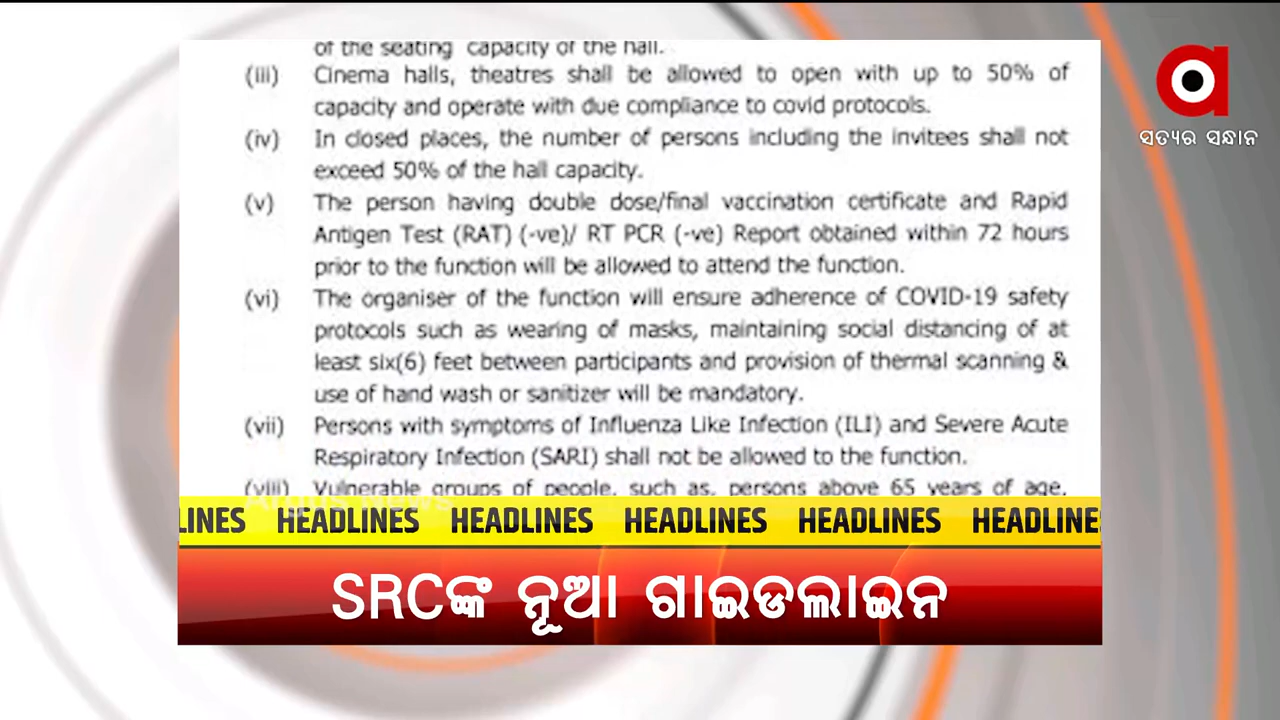 of the seating capacity of the hall.
(iii) Cinema halls, theatres shall be allowed to open with up to 50% of
capacity and operate with due compliance to covid protocols.
(iv) In closed places, the number of persons including the invitees shall not
exceed 50% of the hall capacity.
(v) The person having double dose/final vaccination certificate and Rapid
Antigen Test (RAT) (-ve)/ RT PCR (-ve) Report obtained within 72 hours
prior to the function will be allowed to attend the function.
(vi) The organiser of the function will ensure adherence of COVID-19 safety
protocols such as wearing of masks, maintaining social distancing of at
least six(6) feet between participants and provision of thermal scanning &
use of hand wash or sanitizer will be mandatory.
(vii) Persons with symptoms of Influenza Like Infection (ILI) and Severe Acute
Respiratory Infection (SARI) shall not be allowed to the function.
(viii) Vulnerable groups of people, such as, persons above 65 years of age,
Argus News
LINES HEADLINES HEADLINES HEADLINES HEADLINES HEADLINE
SRCଙ୍କ ନୂଆ ଗାଇଡଲାଇନ
ସତ୍ୟର ସନ୍ଧାନ